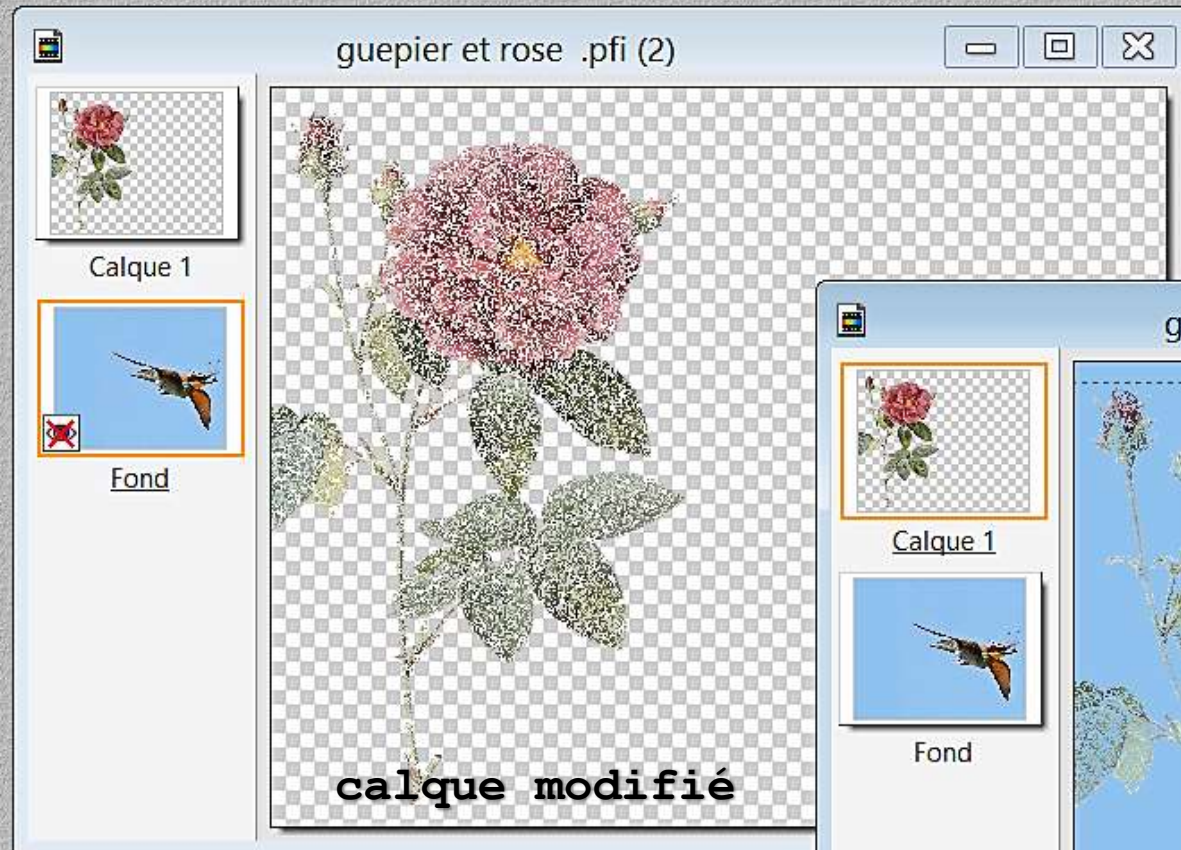 guepier et rose .pfi (2)
Calque 1
Fond
calque modifié
g
Calque 1
Fond